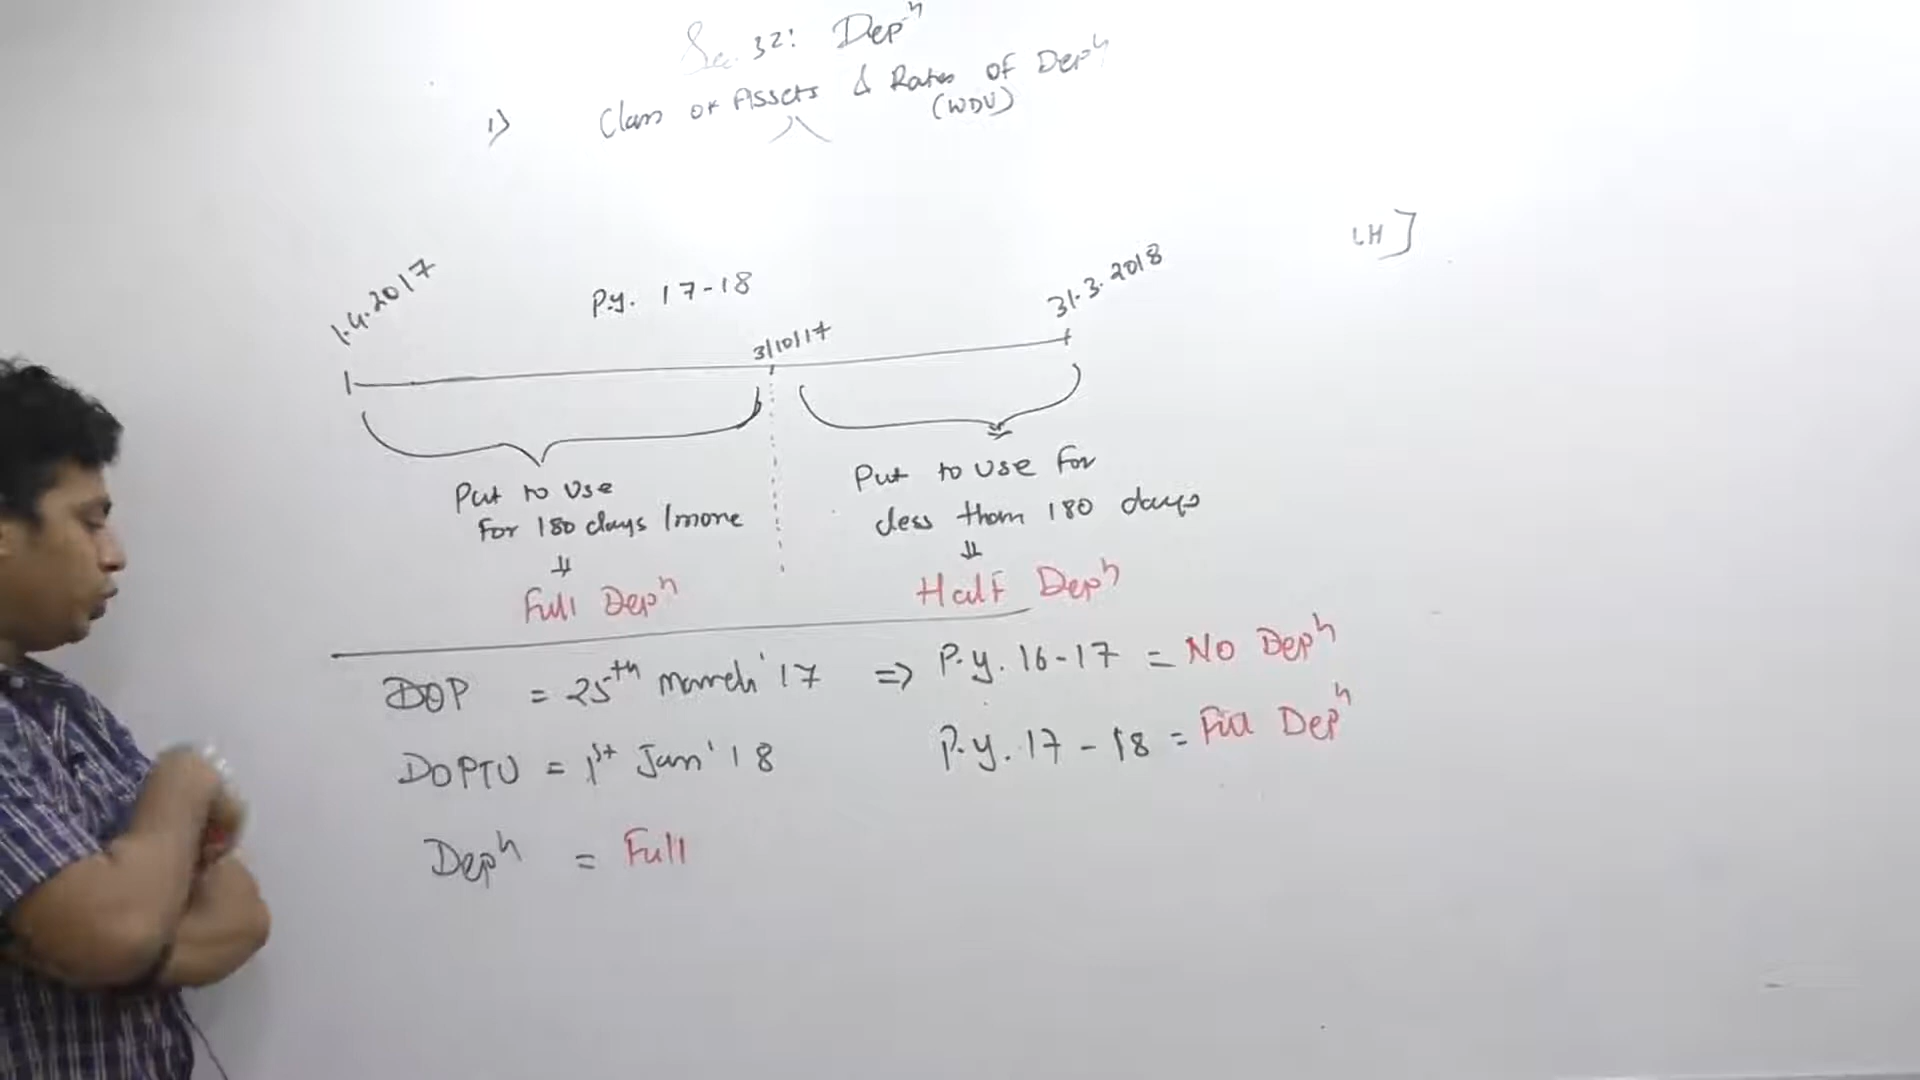 Sec. 32: Depⁿ
1) Class of Assets & Rates of Depⁿ
(WDV)
LH]
1.4.2017
P.y. 17-18
3/10/17
31.3.2018
Put to use
for 180 days /more
⇓
Full Depⁿ
Put to use for
less than 180 days
⇓
Half Depⁿ
DOP = 25th March'17 => P.y. 16-17 = No Depⁿ
DOPTU = 1st Jan'18
P.y. 17-18 = Full Depⁿ
Depⁿ = Full